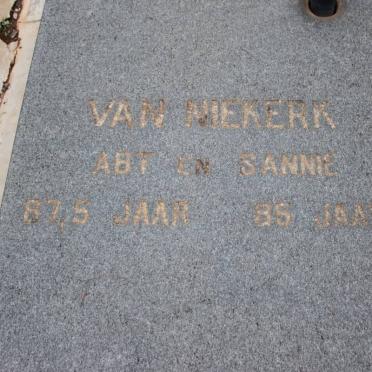 VAN NIEKERK
ABT EN SANNIE
87,5 JAAR 85 JAA